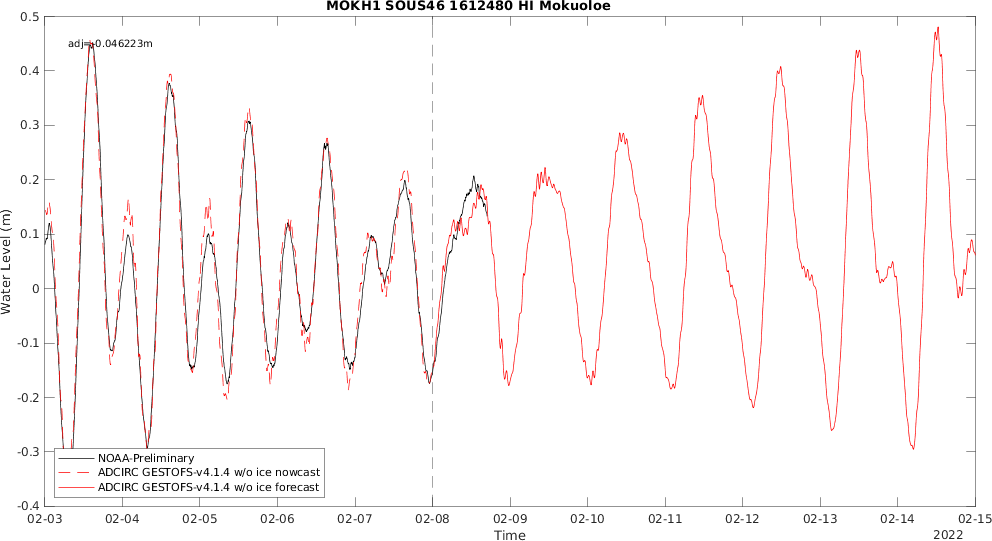 MOKH1 SOUS46 1612480 HI Mokuoloe
adj=-0.046223m
Water Level (m)
0.5
0.4
0.3
0.2
0.1
0
-0.1
-0.2
-0.3
-0.4
NOAA-Preliminary
ADCIRC GESTOFS-v4.1.4 w/o ice nowcast
ADCIRC GESTOFS-v4.1.4 w/o ice forecast
02-03 02-04 02-05 02-06 02-07 02-08 02-09 02-10 02-11 02-12 02-13 02-14 02-15
Time
2022